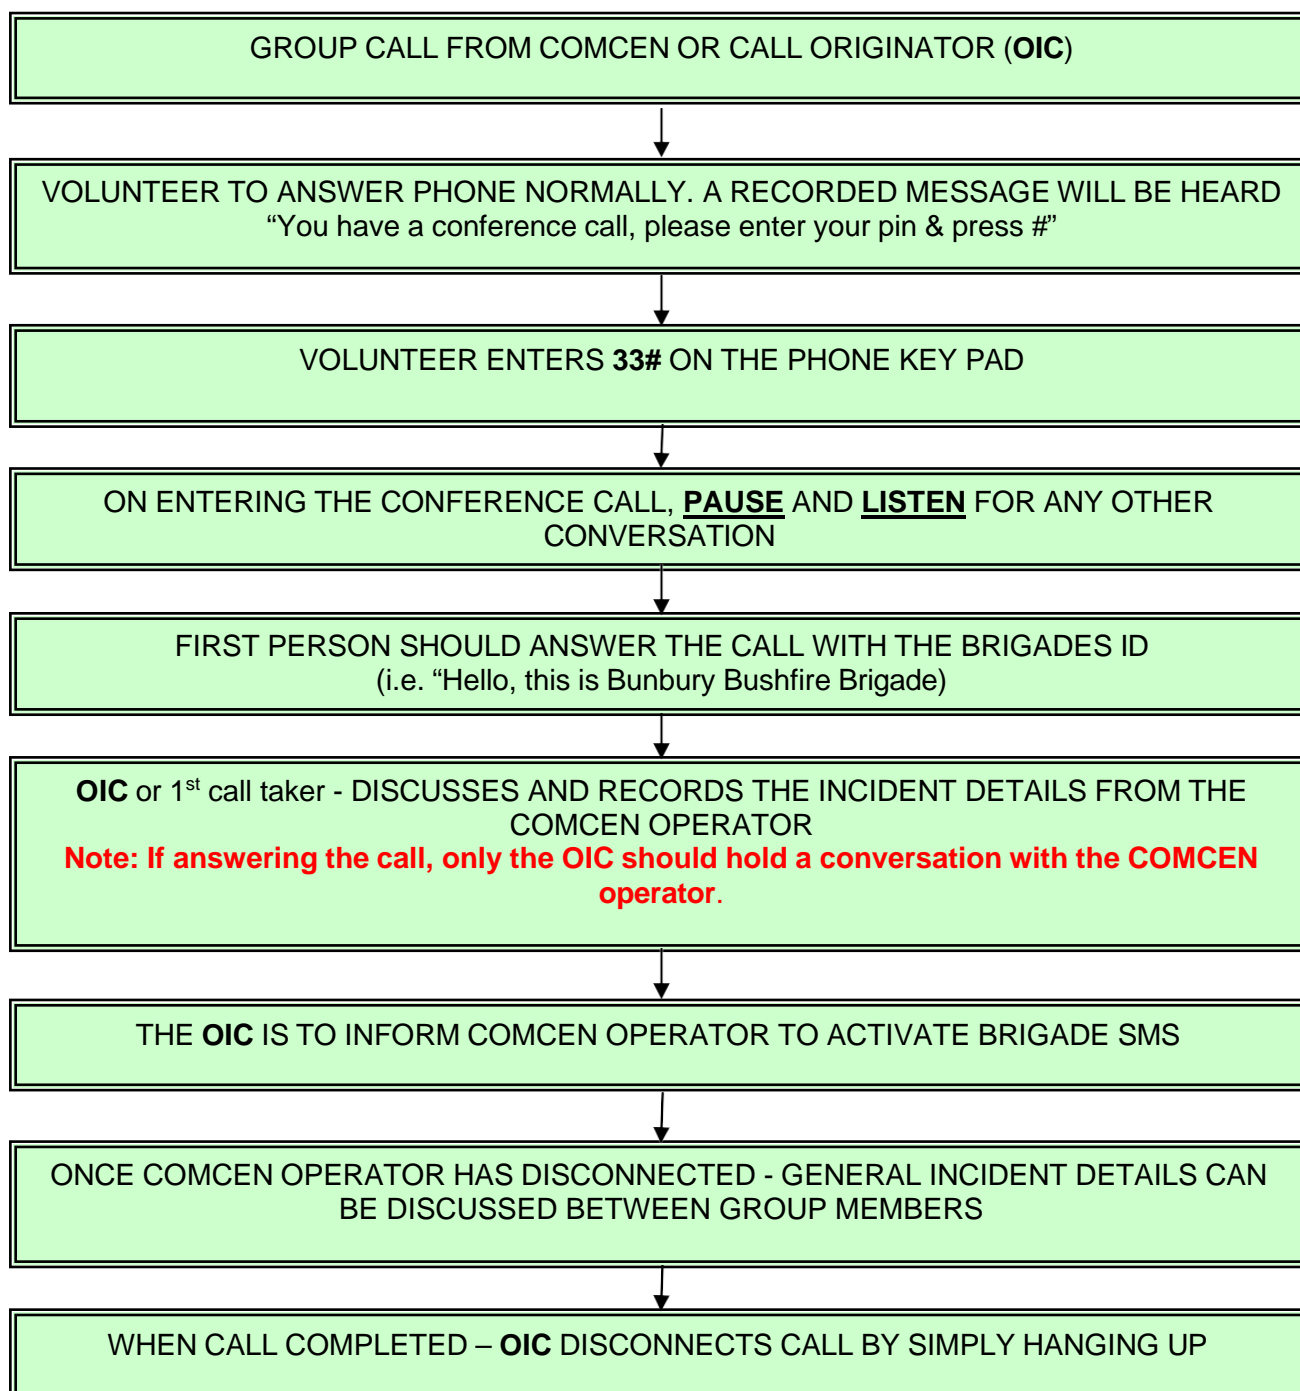 GROUP CALL FROM COMCEN OR CALL ORIGINATOR (OIC)
VOLUNTEER TO ANSWER PHONE NORMALLY. A RECORDED MESSAGE WILL BE HEARD
“You have a conference call, please enter your pin & press #”
VOLUNTEER ENTERS 33# ON THE PHONE KEY PAD
ON ENTERING THE CONFERENCE CALL, PAUSE AND LISTEN FOR ANY OTHER
CONVERSATION
FIRST PERSON SHOULD ANSWER THE CALL WITH THE BRIGADES ID
(i.e. “Hello, this is Bunbury Bushfire Brigade)
OIC or 1st call taker - DISCUSSES AND RECORDS THE INCIDENT DETAILS FROM THE
COMCEN OPERATOR
Note: If answering the call, only the OIC should hold a conversation with the COMCEN
operator.
THE OIC IS TO INFORM COMCEN OPERATOR TO ACTIVATE BRIGADE SMS
ONCE COMCEN OPERATOR HAS DISCONNECTED - GENERAL INCIDENT DETAILS CAN
BE DISCUSSED BETWEEN GROUP MEMBERS
WHEN CALL COMPLETED – OIC DISCONNECTS CALL BY SIMPLY HANGING UP